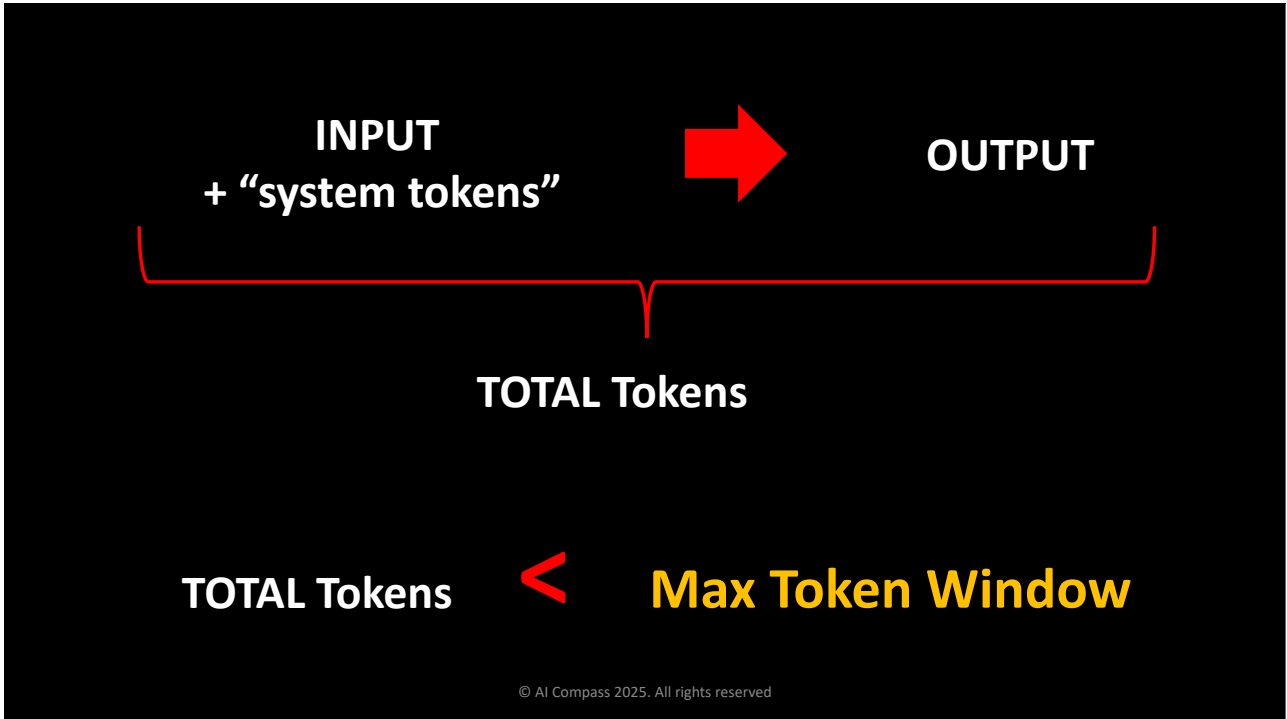 INPUT
+ “system tokens”
OUTPUT
TOTAL Tokens
TOTAL Tokens < Max Token Window
© AI Compass 2025. All rights reserved